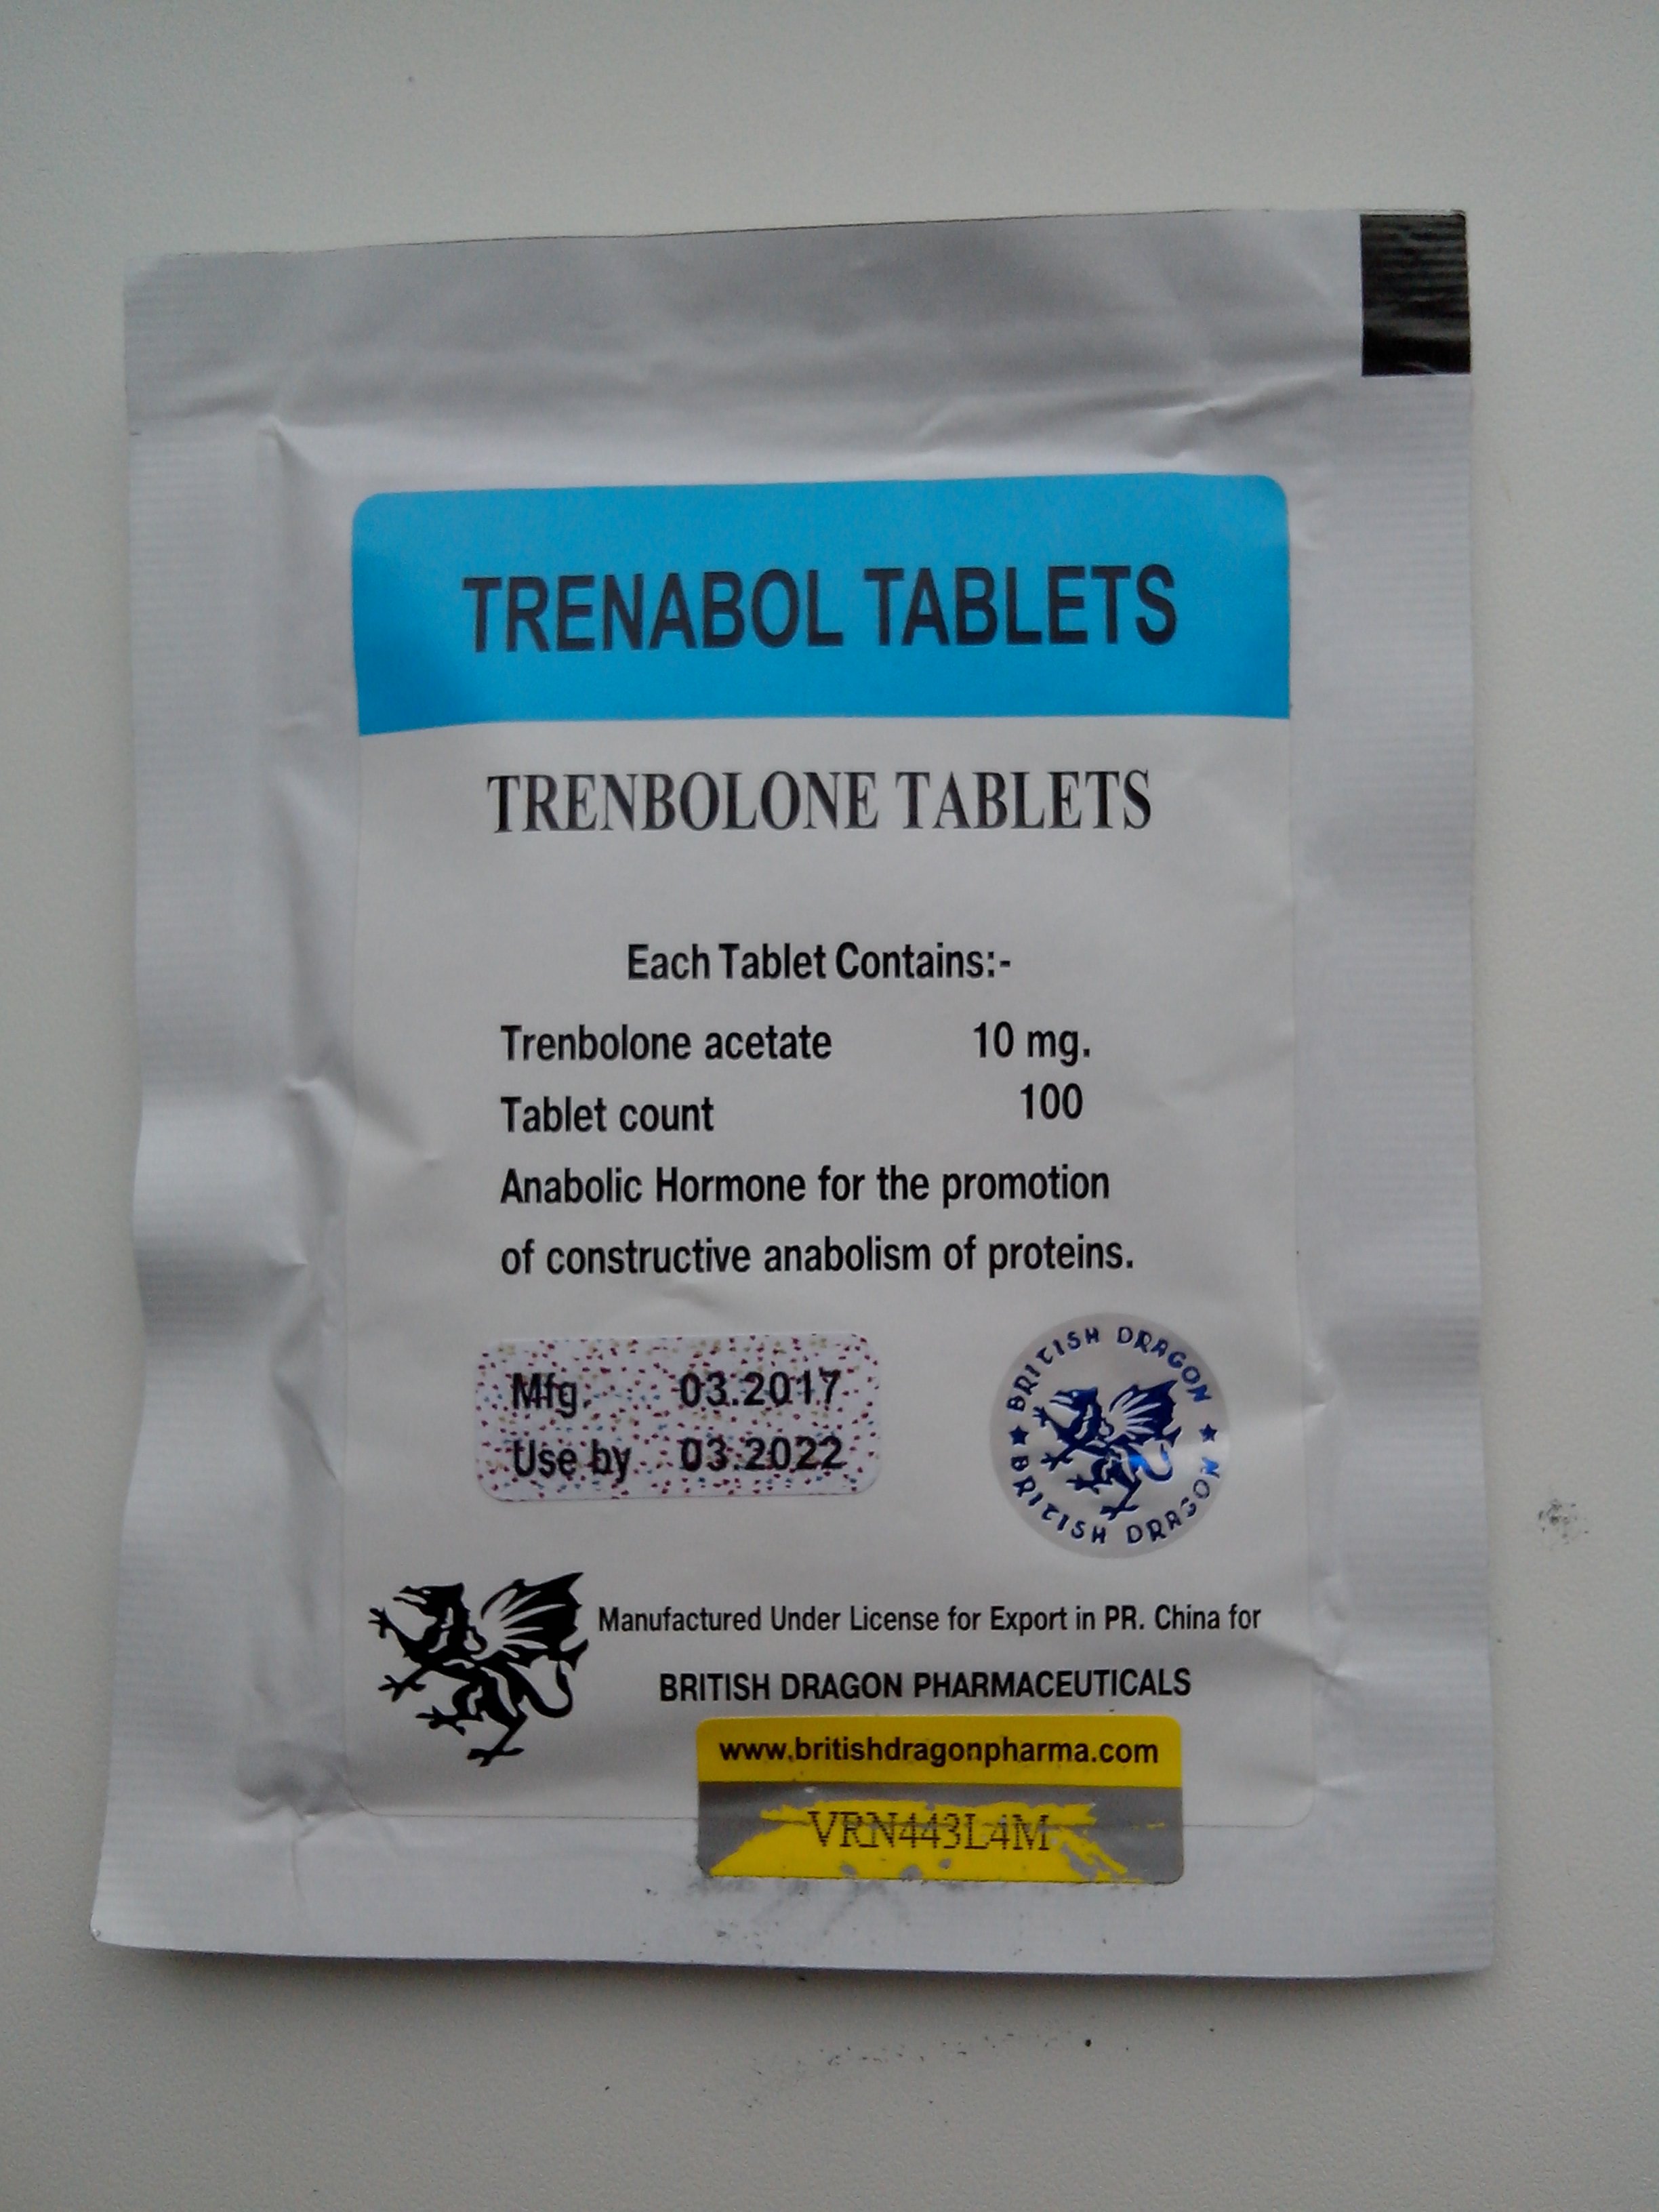 TRENABOL TABLETS
TRENBOLONE TABLETS
Each Tablet Contains:-
Trenbolone acetate 10 mg.
Tablet count 100
Anabolic Hormone for the promotion
of constructive anabolism of proteins.
Mfg. 03.2017
Use by 03.2022
BRITISH DRAGON
BRITISH DRAGON
Manufactured Under License for Export in PR. China for
BRITISH DRAGON PHARMACEUTICALS
www.britishdragonpharma.com
VRN443L4M